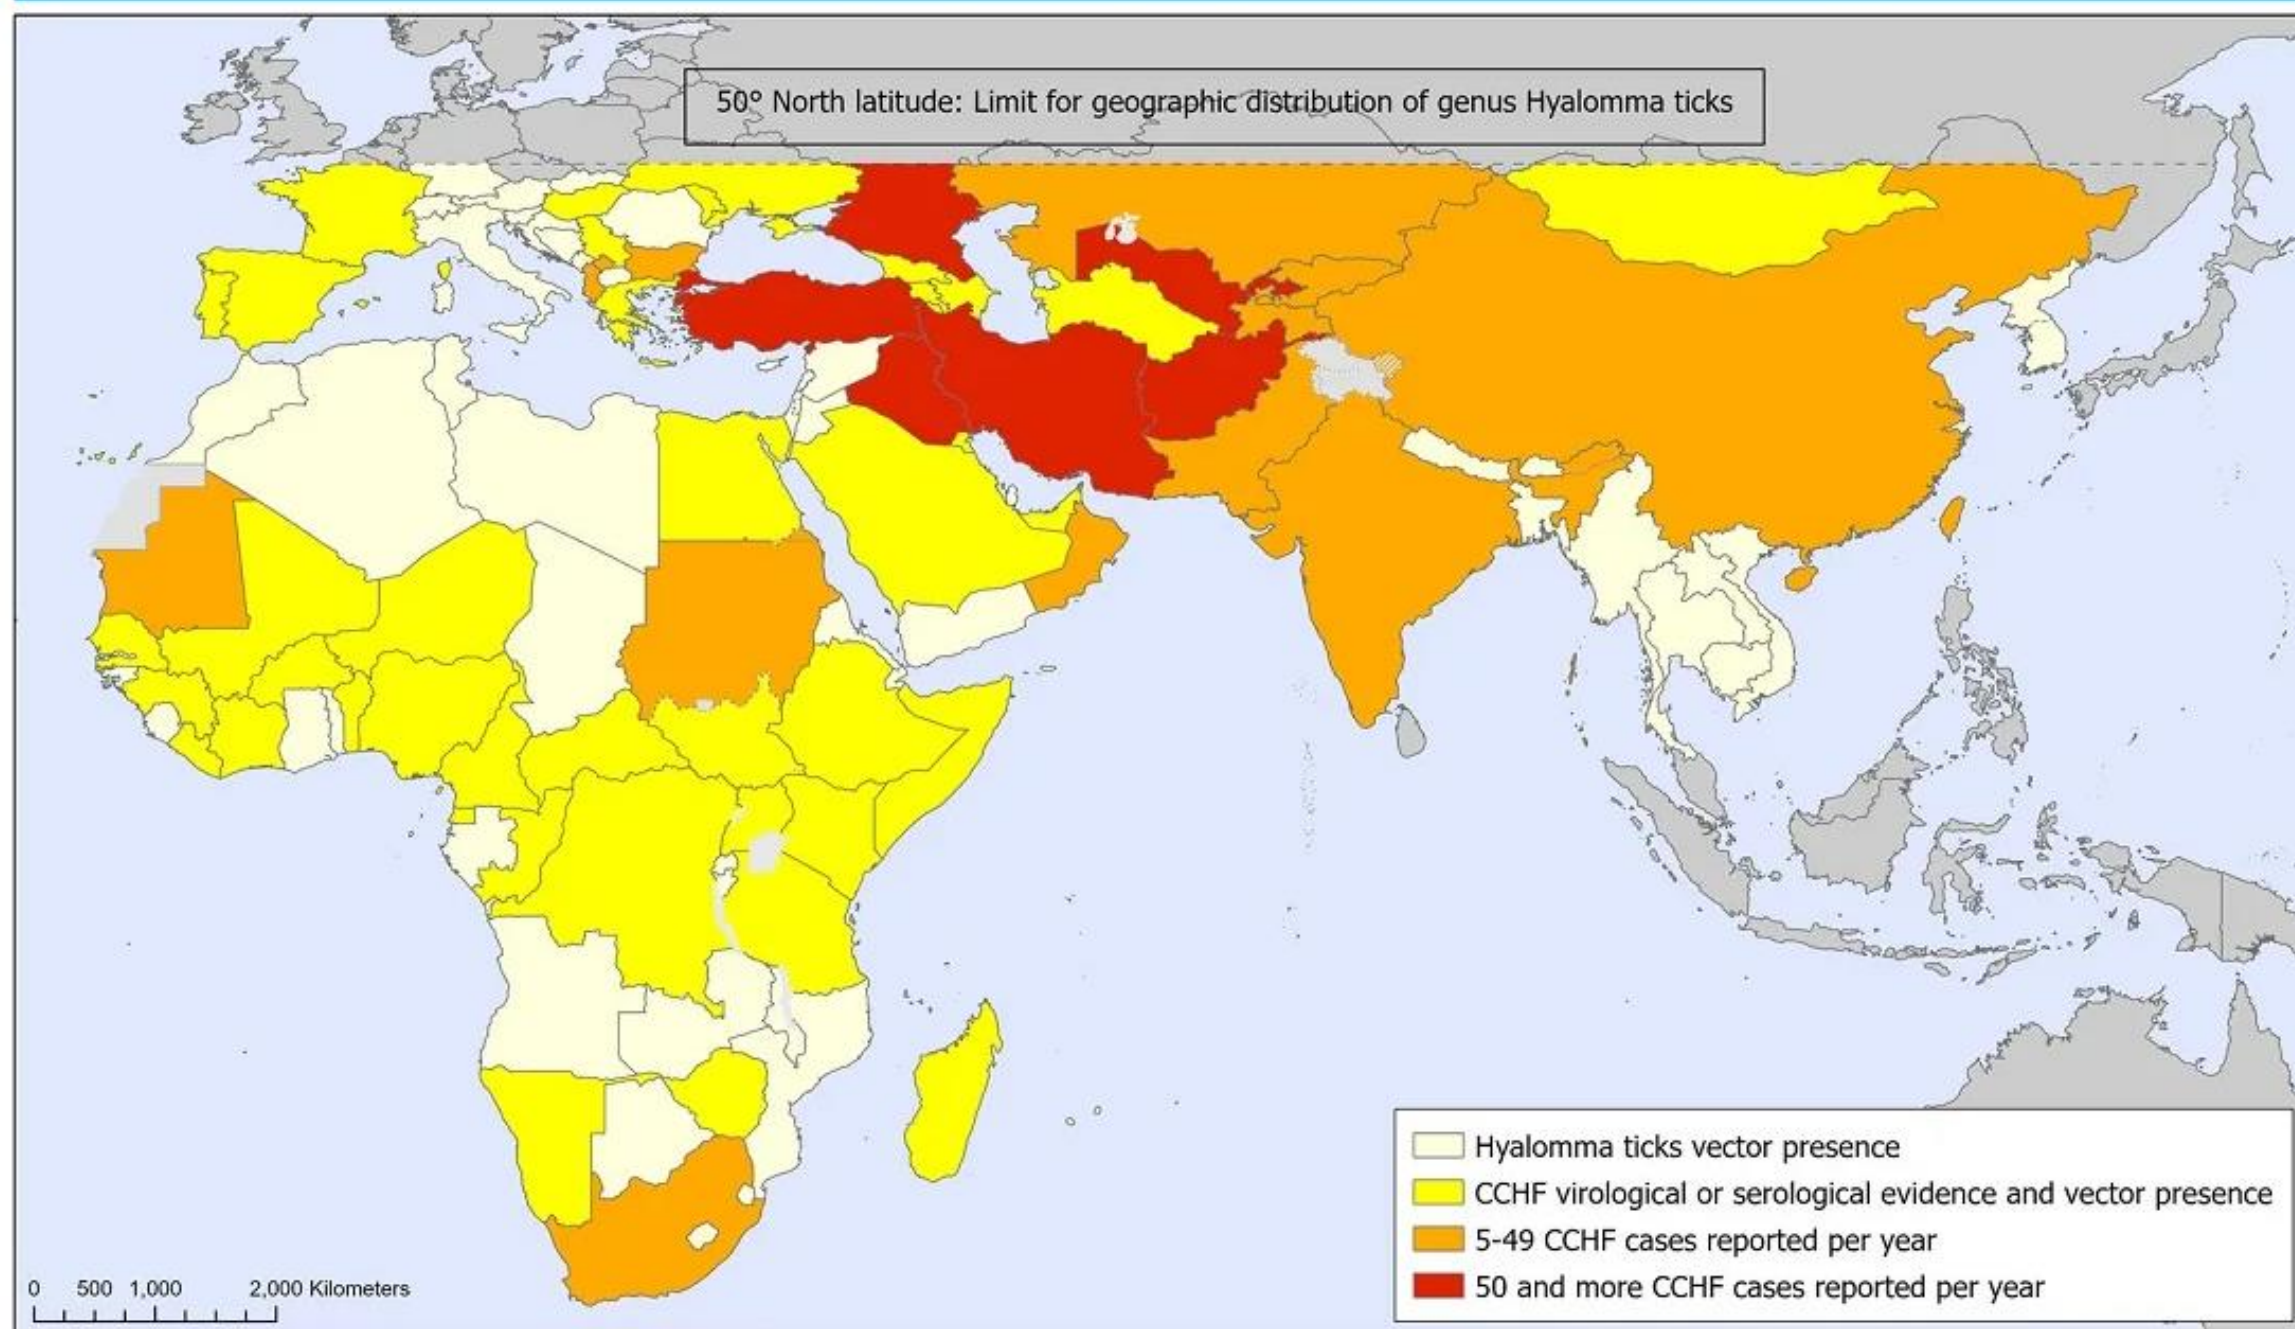 50° North latitude: Limit for geographic distribution of genus Hyalomma ticks
Hyalomma ticks vector presence
CCHF virological or serological evidence and vector presence
5-49 CCHF cases reported per year
50 and more CCHF cases reported per year
0 500 1,000 2,000 Kilometers